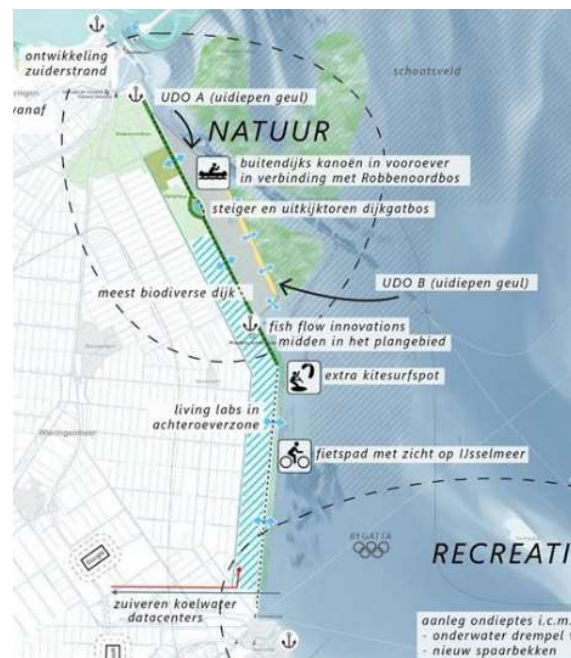 ontwikkeling
zuiderstrand
schaatsveld
vanaf
UDO A (uidiepen geul)
NATUUR
buitendijks kanoën in vooroever
in verbinding met Robbenoordbos
steiger en uitkijktoren dijkgatbos
meest biodiverse dijk
UDO B (uidiepen geul)
fish flow innovations
midden in het plangebied
extra kitesurfspot
living labs in
achteroeverzone
Wieringermeer
fietspad met zicht op IJsselmeer
REGATTA
RECREATI
Google
zuiveren koelwater
datacenters
aanleg ondieptes i.c.m.
- onderwater drempel
- nieuw spaarbekken